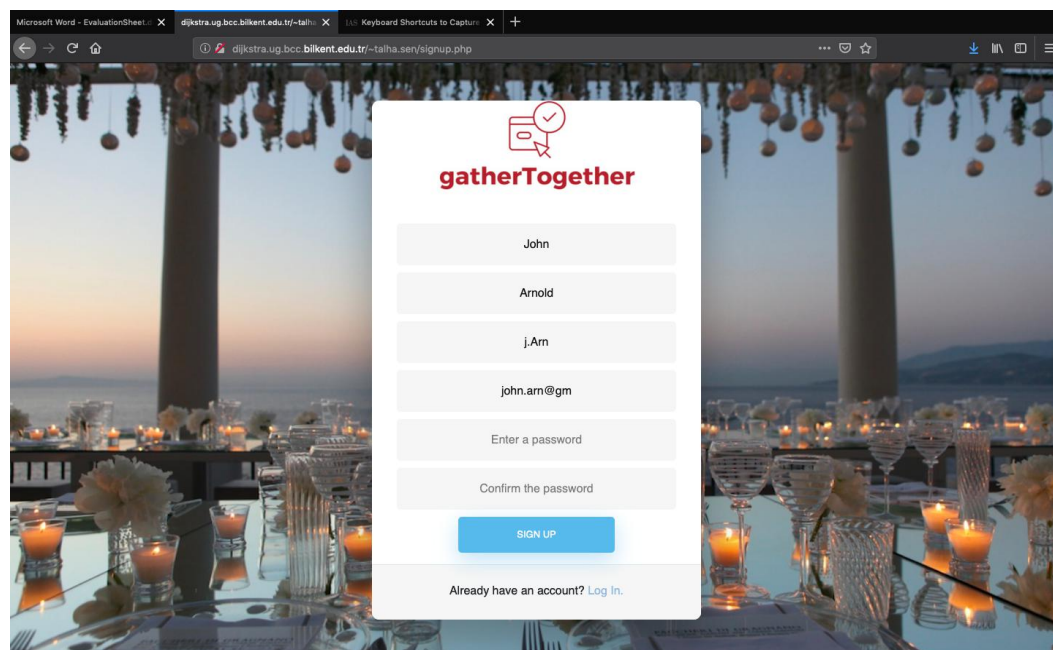 Microsoft Word - EvaluationSheet.d
dijkstra.ug.bcc.bilkent.edu.tr/~talha
IAS Keyboard Shortcuts to Capture
dijkstra.ug.bcc.bilkent.edu.tr/~talha.sen/signup.php
gatherTogether
John
Arnold
j.Arn
john.arn@gm
Enter a password
Confirm the password
SIGN UP
Already have an account? Log In.